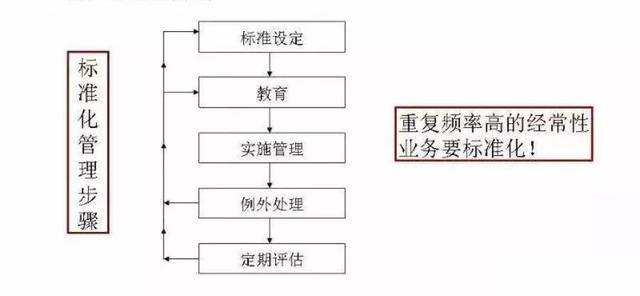 标准化管理步骤
标准设定
教育
实施管理
例外处理
定期评估
重复频率高的经常性
业务要标准化！